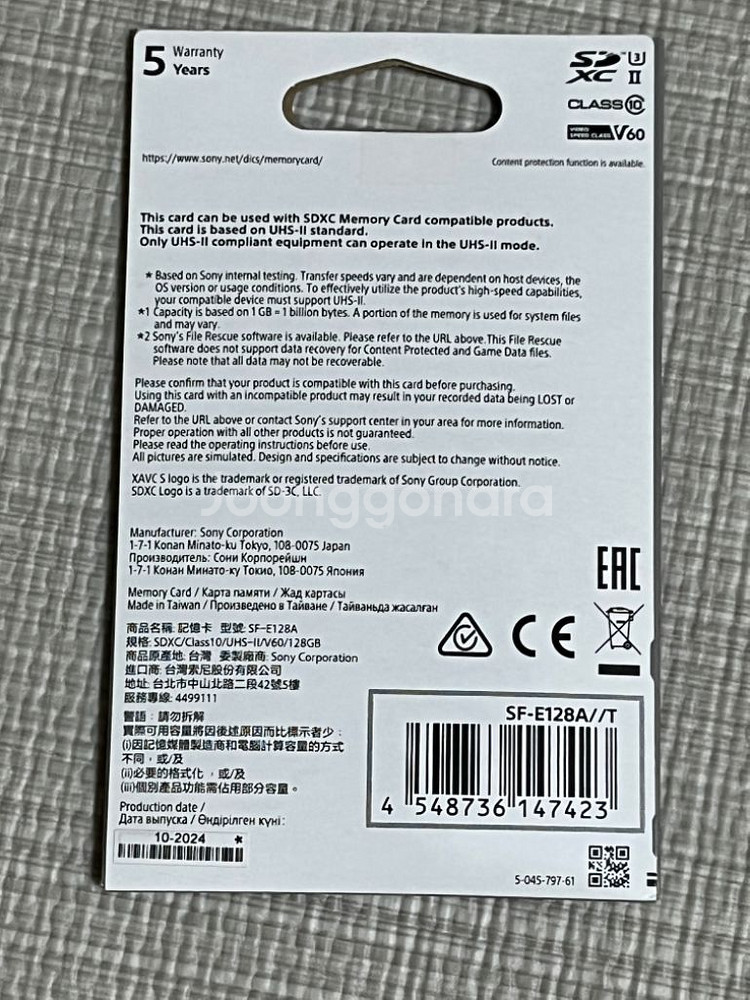 5 Warranty Years
SDXC U3 II
CLASS 10
VIDEO SPEED CLASS V60
https://www.sony.net/dics/memorycard/
Content protection function is available.
This card can be used with SDXC Memory Card compatible products.
This card is based on UHS-II standard.
Only UHS-II compliant equipment can operate in the UHS-II mode.
* Based on Sony internal testing. Transfer speeds vary and are dependent on host devices, the
OS version or usage conditions. To effectively utilize the product's high-speed capabilities,
your compatible device must support UHS-II.
*1 Capacity is based on 1 GB = 1 billion bytes. A portion of the memory is used for system files
and may vary.
*2 Sony's File Rescue software is available. Please refer to the URL above.This File Rescue
software does not support data recovery for Content Protected and Game Data files.
Please note that all data may not be recoverable.
Please confirm that your product is compatible with this card before purchasing.
Using this card with an incompatible product may result in your recorded data being LOST or
DAMAGED.
Refer to the URL above or contact Sony's support center in your area for more information.
Proper operation with all other products is not guaranteed.
Please read the operating instructions before use.
All pictures are simulated. Design and specifications are subject to change without notice.
XAVC S logo is the trademark or registered trademark of Sony Group Corporation.
SDXC Logo is a trademark of SD-3C, LLC.
Joonggonara
Manufacturer: Sony Corporation
1-7-1 Konan Minato-ku Tokyo, 108-0075 Japan
Производитель: Сони Корпорейшн
1-7-1 Конан Минато-ку Токио, 108-0075 Япония
EAC
Memory Card / Карта памяти / Жад картасы
Made in Taiwan / Произведено в Тайване / Тайваньда жасалған
CE
商品名稱: 記憶卡 型號: SF-E128A
規格: SDXC/Class10/UHS-II/V60/128GB
商品原產地: 台灣 委製廠商: Sony Corporation
進口商: 台灣索尼股份有限公司
地址: 台北市中山北路二段42號5樓
服務專線: 4499111
警語：請勿拆解
實際可用容量將因後述原因而比標示者少：
(i)因記憶媒體製造商和電腦計算容量的方式
不同，或/及
(ii)必要的格式化，或/及
(iii)個別產品功能需佔用部分容量。
Production date /
Дата выпуска / Өндірілген күні:
10-2024 *
SF-E128A//T
4 548736 147423
5-045-797-61